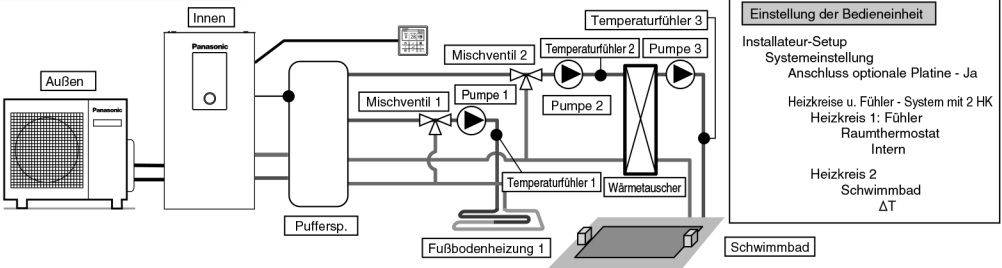 Innen
Panasonic
Außen
Panasonic
Puffersp.
Mischventil 1
Pumpe 1
Mischventil 2
Temperaturfühler 2
Pumpe 2
Temperaturfühler 3
Pumpe 3
Temperaturfühler 1
Wärmetauscher
Fußbodenheizung 1
Schwimmbad
Einstellung der Bedieneinheit
Installateur-Setup
Systemeinstellung
Anschluss optionale Platine - Ja
Heizkreise u. Fühler - System mit 2 HK
Heizkreis 1: Fühler
Raumthermostat
Intern
Heizkreis 2
Schwimmbad
ΔT